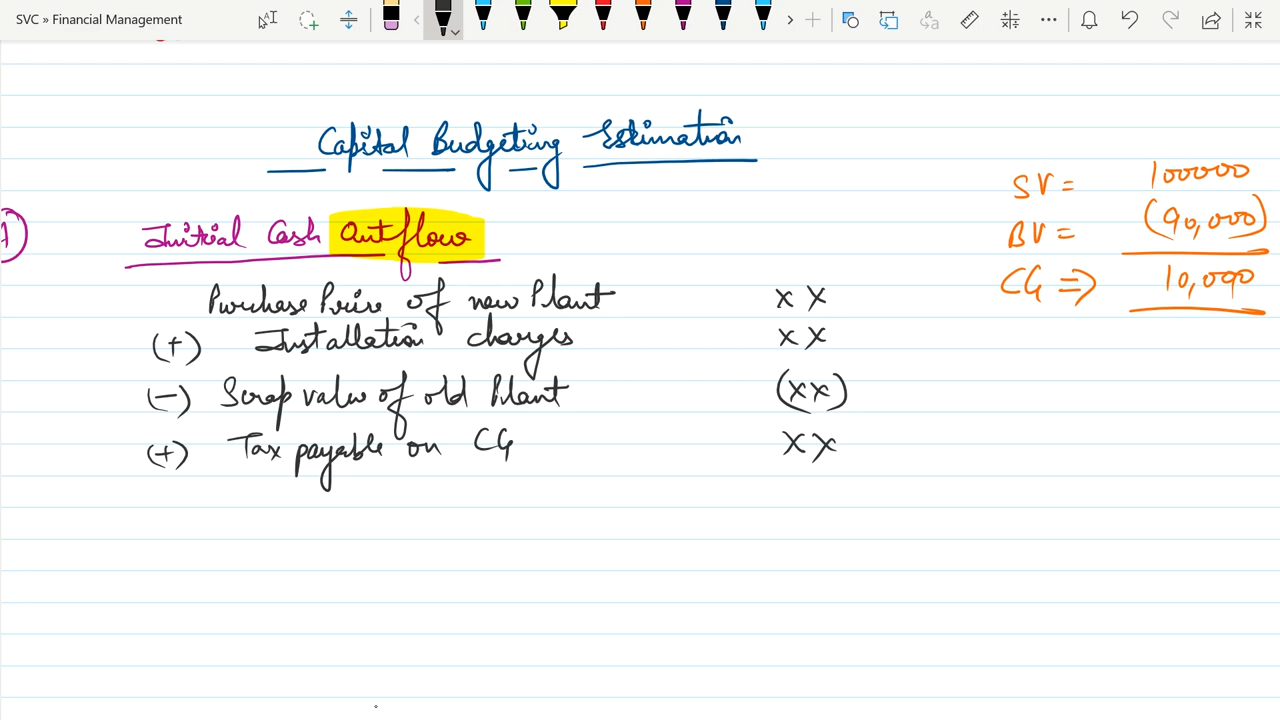 SVC » Financial Management
Capital Budgeting Estimation
1)
Initial Cash Outflow
Purchase Price of new Plant XX
(+) Installation charges XX
(-) Scrap value of old Plant (XX)
(+) Tax payable on CG XX
SV = 100000
BV = (90,000)
CG ⇒ 10,000